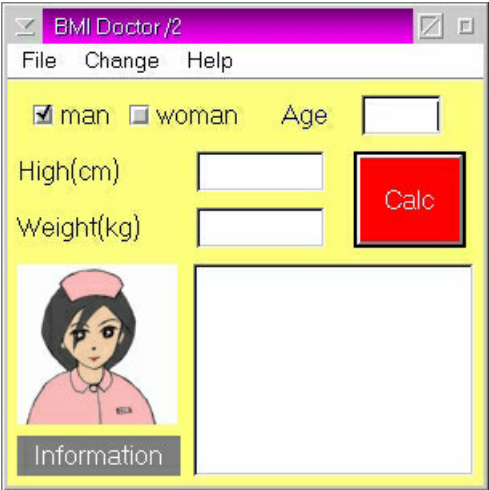 BMI Doctor /2
File Change Help
man woman Age
High(cm)
Calc
Weight(kg)
Information